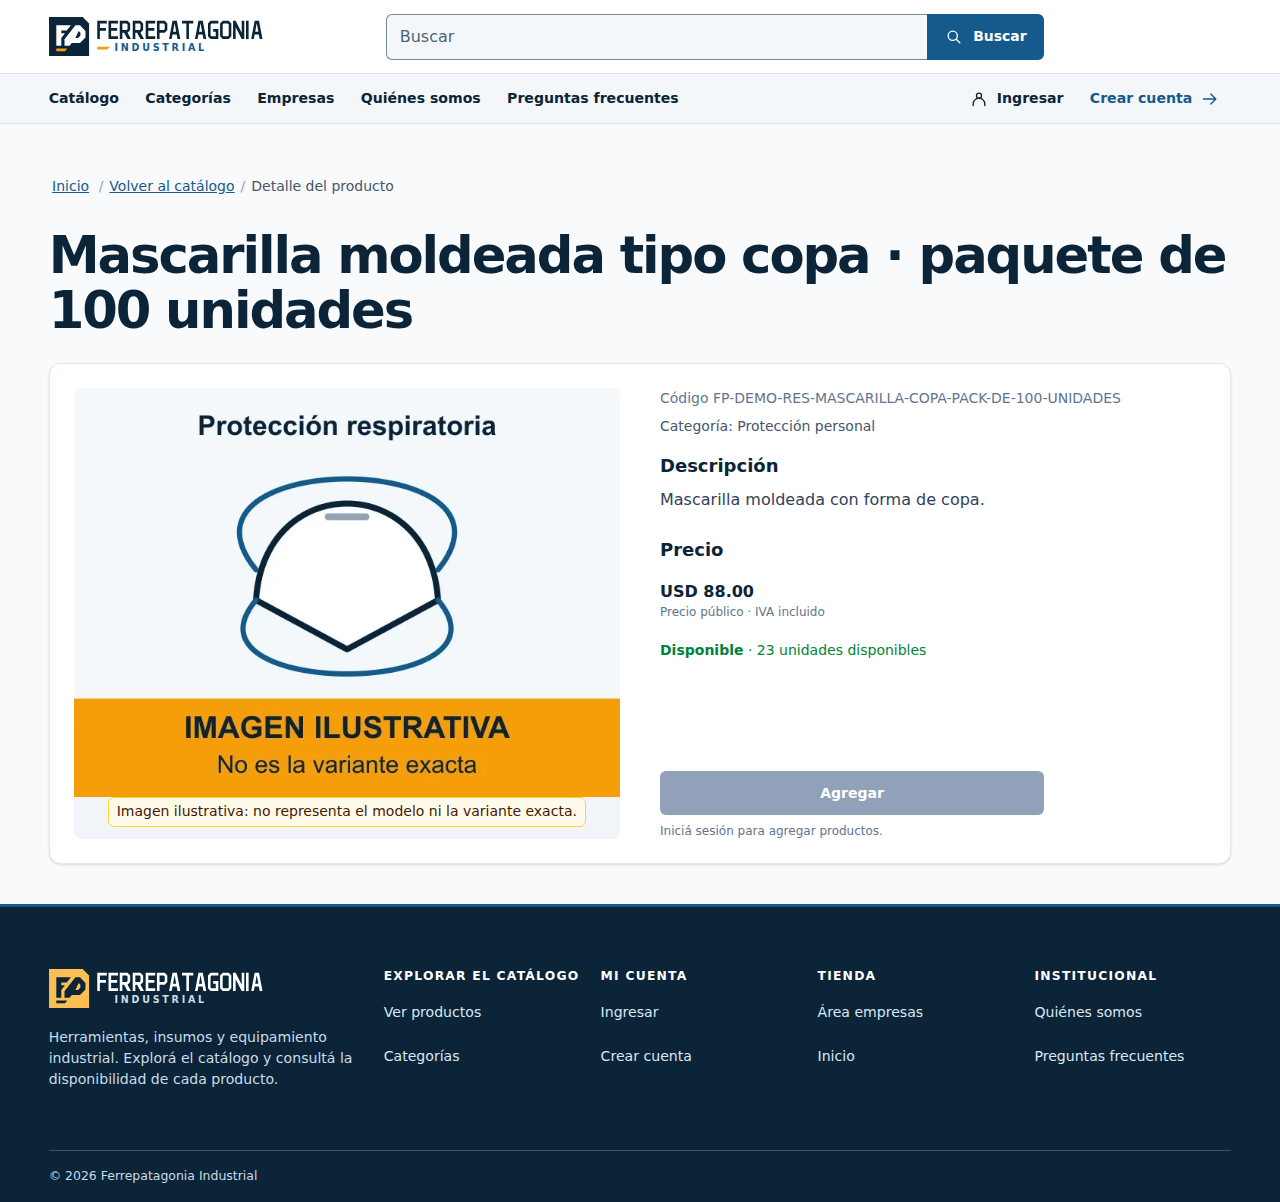 FERREPATAGONIA
INDUSTRIAL
Buscar
Buscar
Catálogo Categorías Empresas Quiénes somos Preguntas frecuentes Ingresar Crear cuenta →
Inicio / Volver al catálogo / Detalle del producto
Mascarilla moldeada tipo copa · paquete de
100 unidades
Protección respiratoria
IMAGEN ILUSTRATIVA
No es la variante exacta
Imagen ilustrativa: no representa el modelo ni la variante exacta.
Código FP-DEMO-RES-MASCARILLA-COPA-PACK-DE-100-UNIDADES
Categoría: Protección personal
Descripción
Mascarilla moldeada con forma de copa.
Precio
USD 88.00
Precio público · IVA incluido
Disponible · 23 unidades disponibles
Agregar
Iniciá sesión para agregar productos.
FERREPATAGONIA
INDUSTRIAL
Herramientas, insumos y equipamiento
industrial. Explorá el catálogo y consultá la
disponibilidad de cada producto.
EXPLORAR EL CATÁLOGO
Ver productos
Categorías
MI CUENTA
Ingresar
Crear cuenta
TIENDA
Área empresas
Inicio
INSTITUCIONAL
Quiénes somos
Preguntas frecuentes
© 2026 Ferrepatagonia Industrial